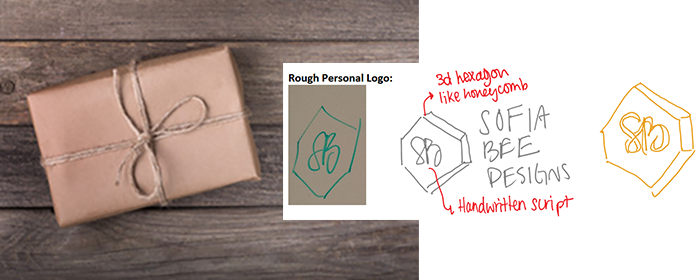 Rough Personal Logo:
SB
3d hexagon
like honeycomb
SB
SOFIA
BEE
DESIGNS
Handwritten script
SB